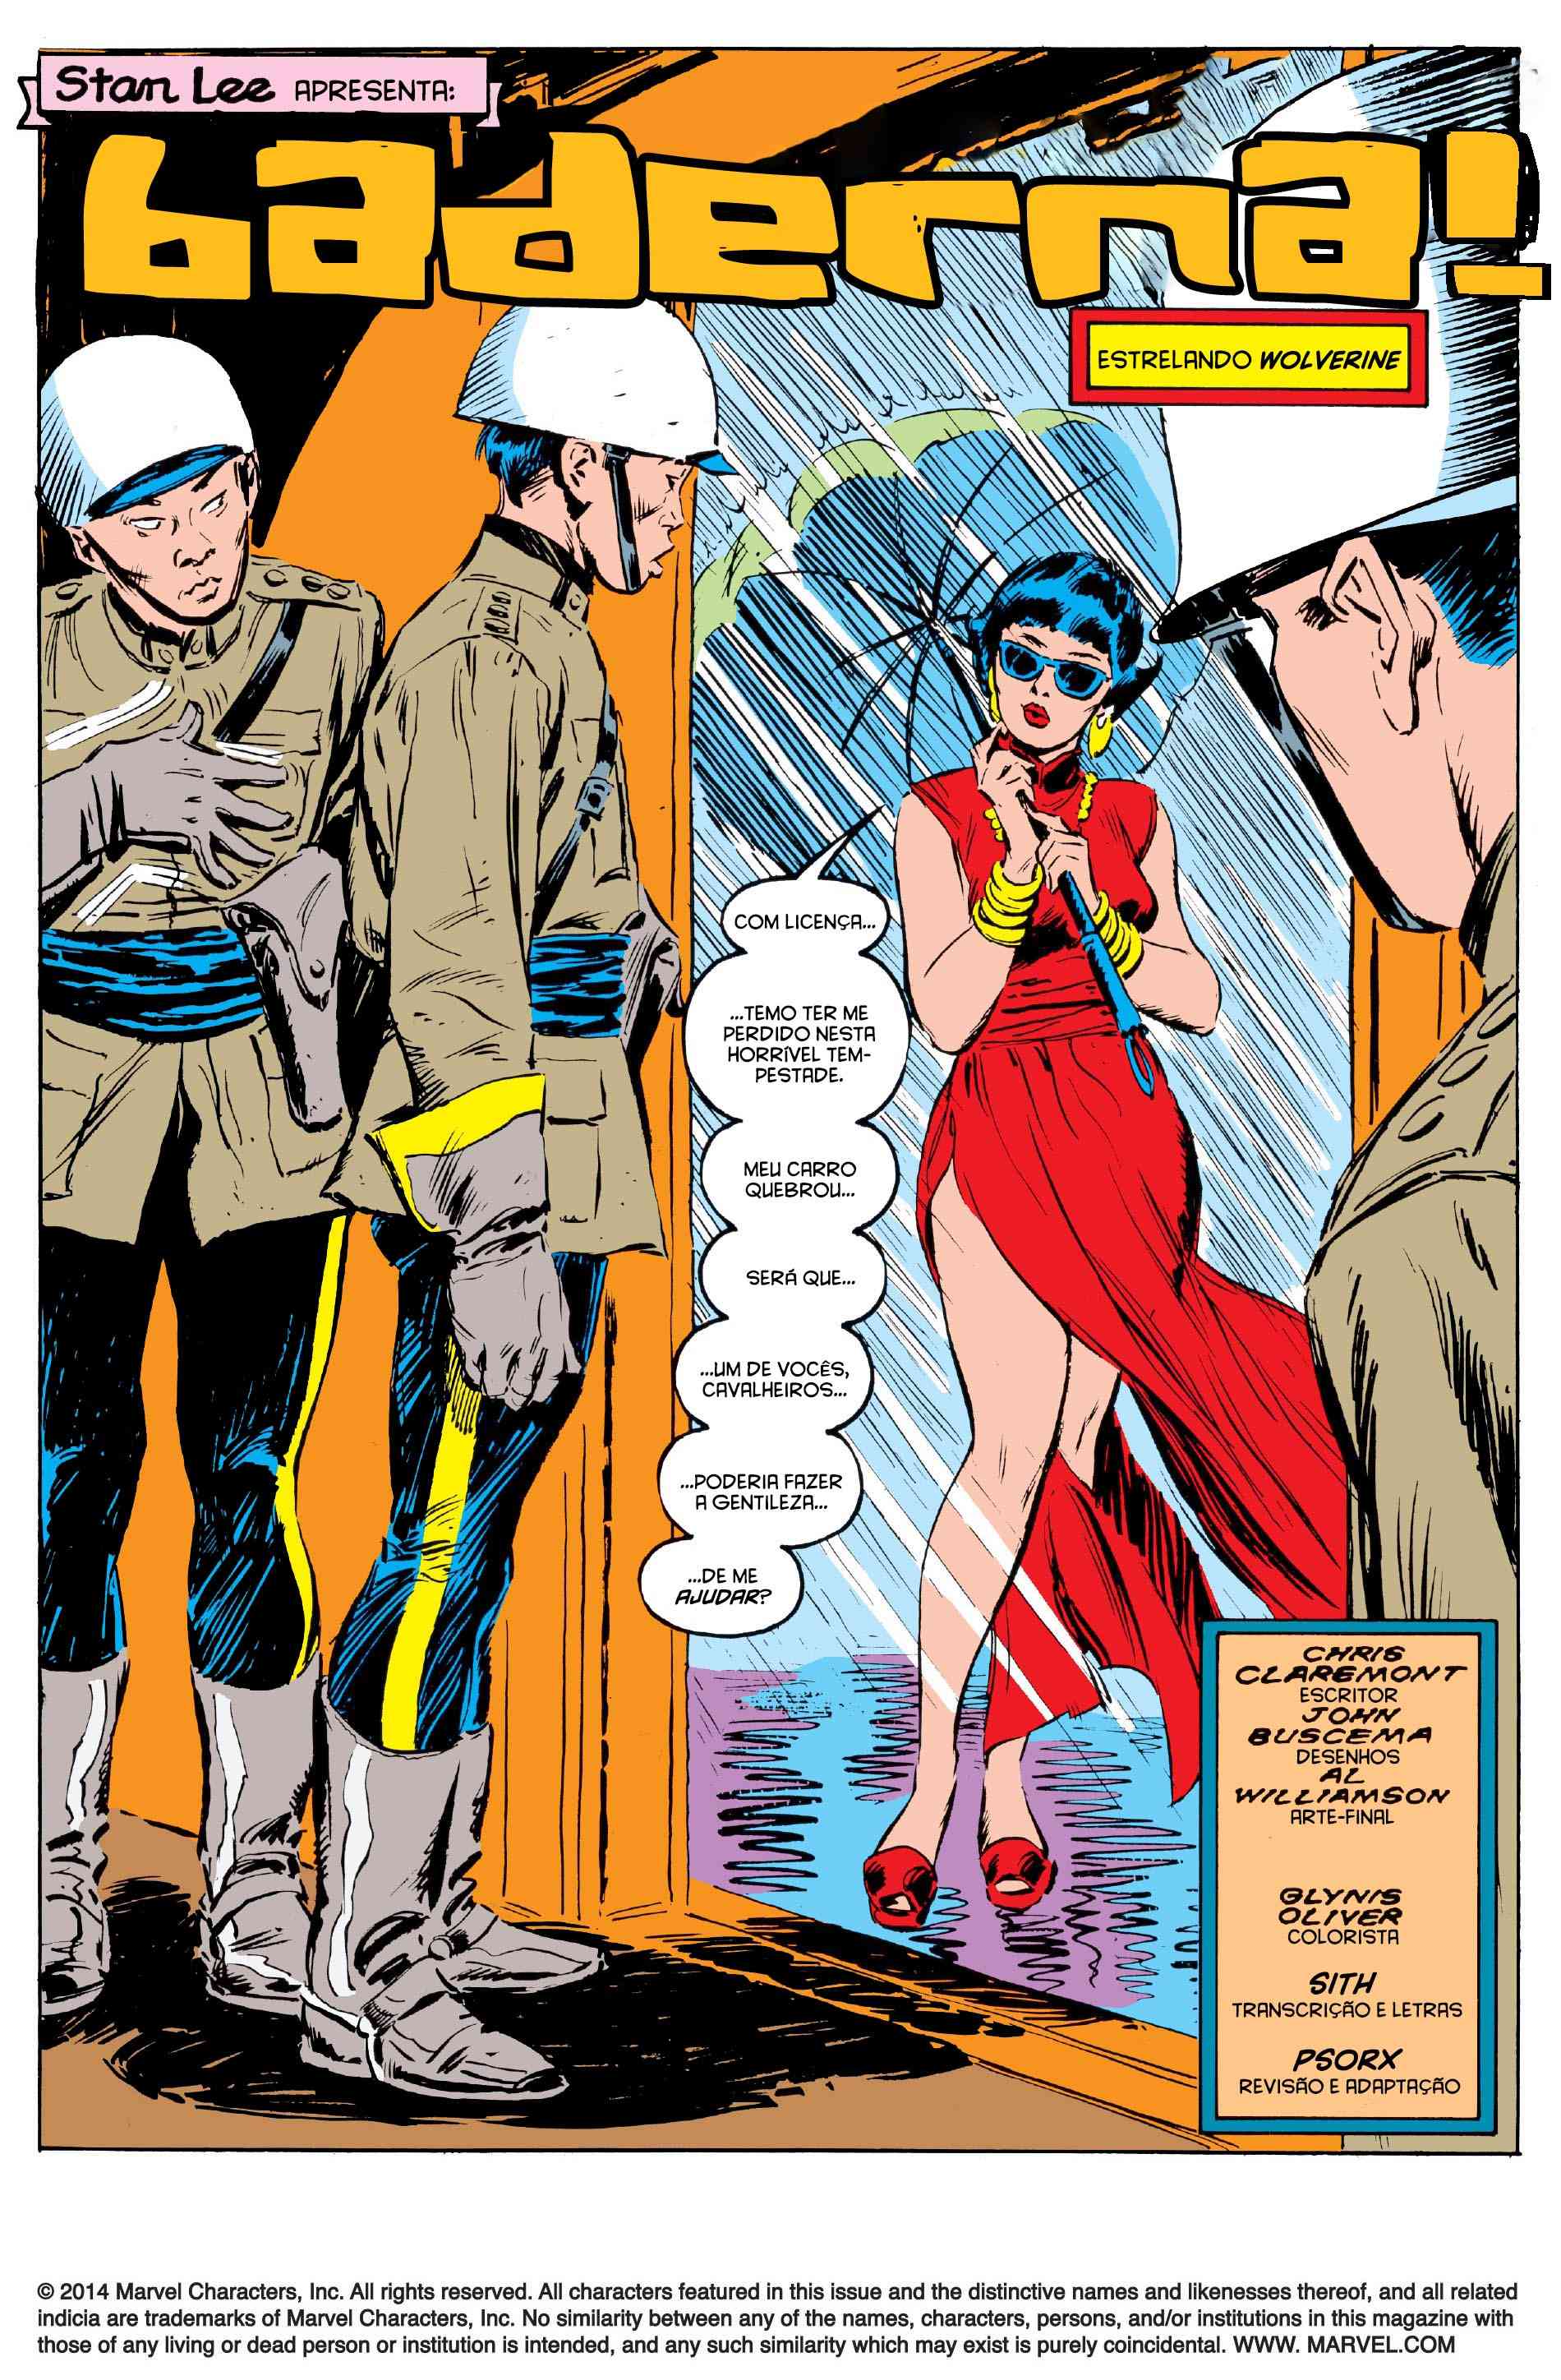 Stan Lee APRESENTA:
baderna!
ESTRELANDO WOLVERINE
COM LICENÇA...
...TEMO TER ME
PERDIDO NESTA
HORRÍVEL TEM-
PESTADE.
MEU CARRO
QUEBROU...
SERÁ QUE...
...UM DE VOCÊS,
CAVALHEIROS...
...PODERIA FAZER
A GENTILEZA...
...DE ME
AJUDAR?
CHRIS
CLAREMONT
ESCRITOR
JOHN
BUSCEMA
DESENHOS
AL
WILLIAMSON
ARTE-FINAL
GLYNIS
OLIVER
COLORISTA
SITH
TRANSCRIÇÃO E LETRAS
PSORX
REVISÃO E ADAPTAÇÃO
© 2014 Marvel Characters, Inc. All rights reserved. All characters featured in this issue and the distinctive names and likenesses thereof, and all related
indicia are trademarks of Marvel Characters, Inc. No similarity between any of the names, characters, persons, and/or institutions in this magazine with
those of any living or dead person or institution is intended, and any such similarity which may exist is purely coincidental. WWW. MARVEL.COM